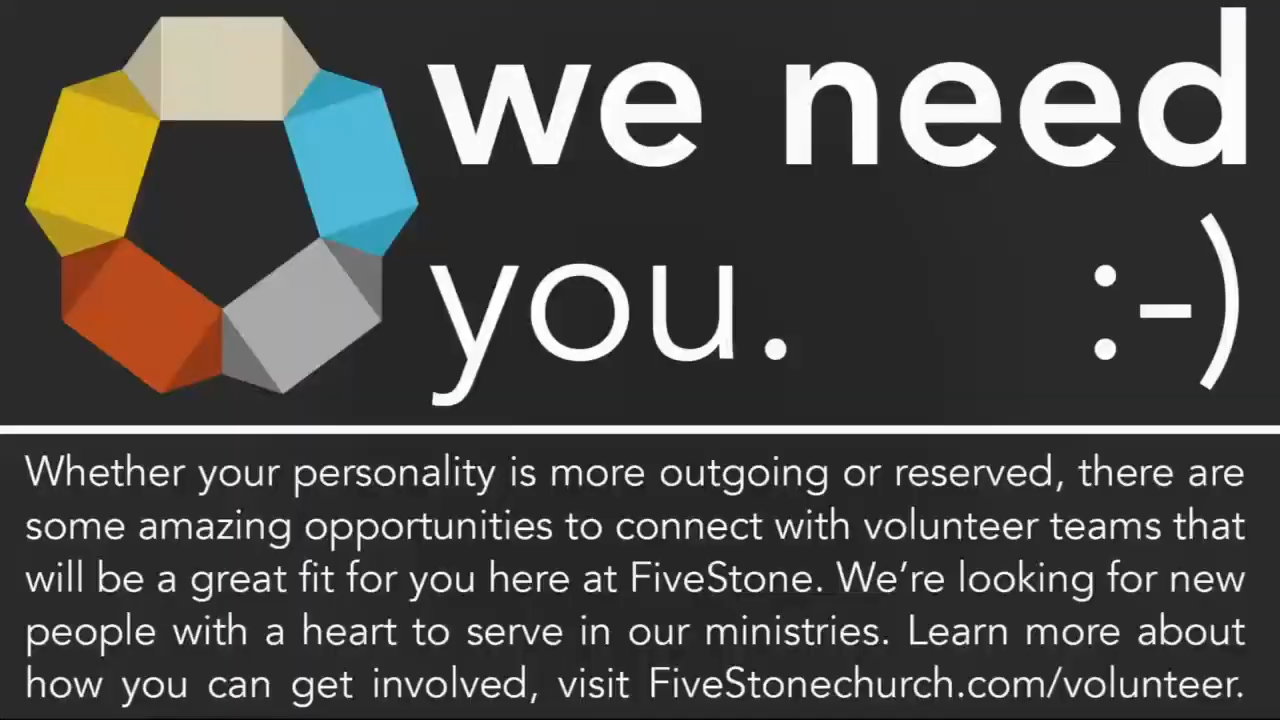 we need
you. :-)
Whether your personality is more outgoing or reserved, there are
some amazing opportunities to connect with volunteer teams that
will be a great fit for you here at FiveStone. We’re looking for new
people with a heart to serve in our ministries. Learn more about
how you can get involved, visit FiveStonechurch.com/volunteer.